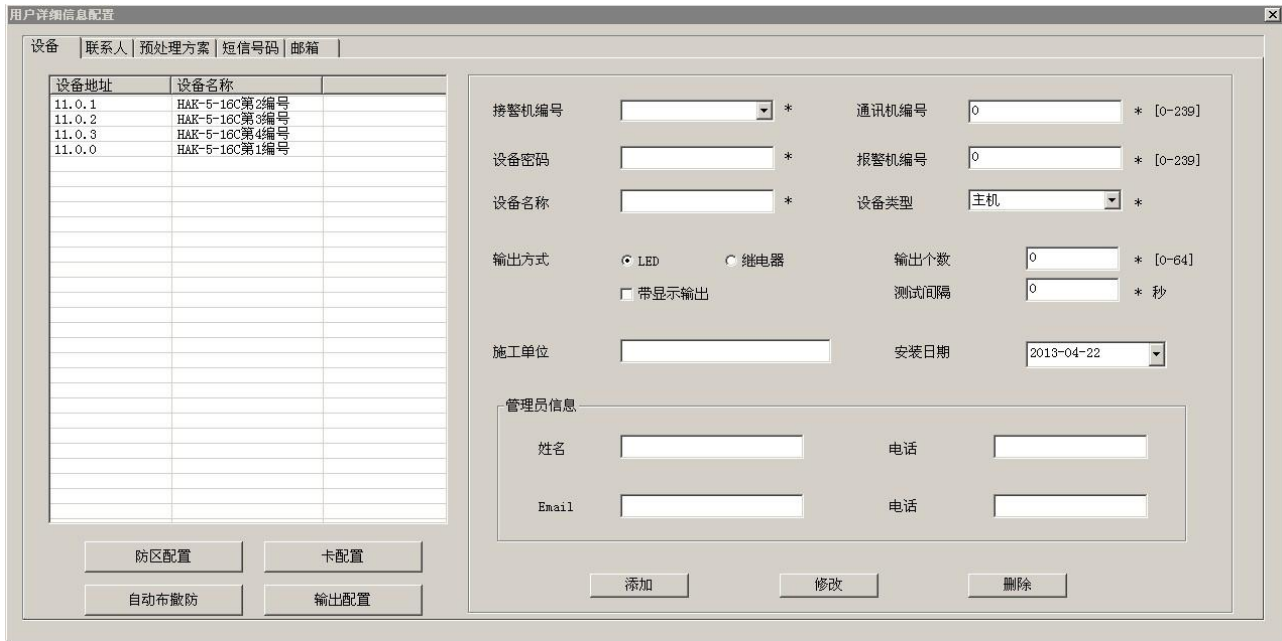 用户详细信息配置
设备 联系人 预处理方案 短信号码 邮箱
设备地址 设备名称
11.0.1 HAK-5-16C第2编号
11.0.2 HAK-5-16C第3编号
11.0.3 HAK-5-16C第4编号
11.0.0 HAK-5-16C第1编号
防区配置 卡配置
自动布撤防 输出配置
接警机编号 * 通讯机编号 0 * [0-239]
设备密码 * 报警机编号 0 * [0-239]
设备名称 * 设备类型 主机 *
输出方式 LED 继电器 输出个数 0 * [0-64]
带显示输出 测试间隔 0 * 秒
施工单位 安装日期 2013-04-22
管理员信息
姓名 电话
Email 电话
添加 修改 删除